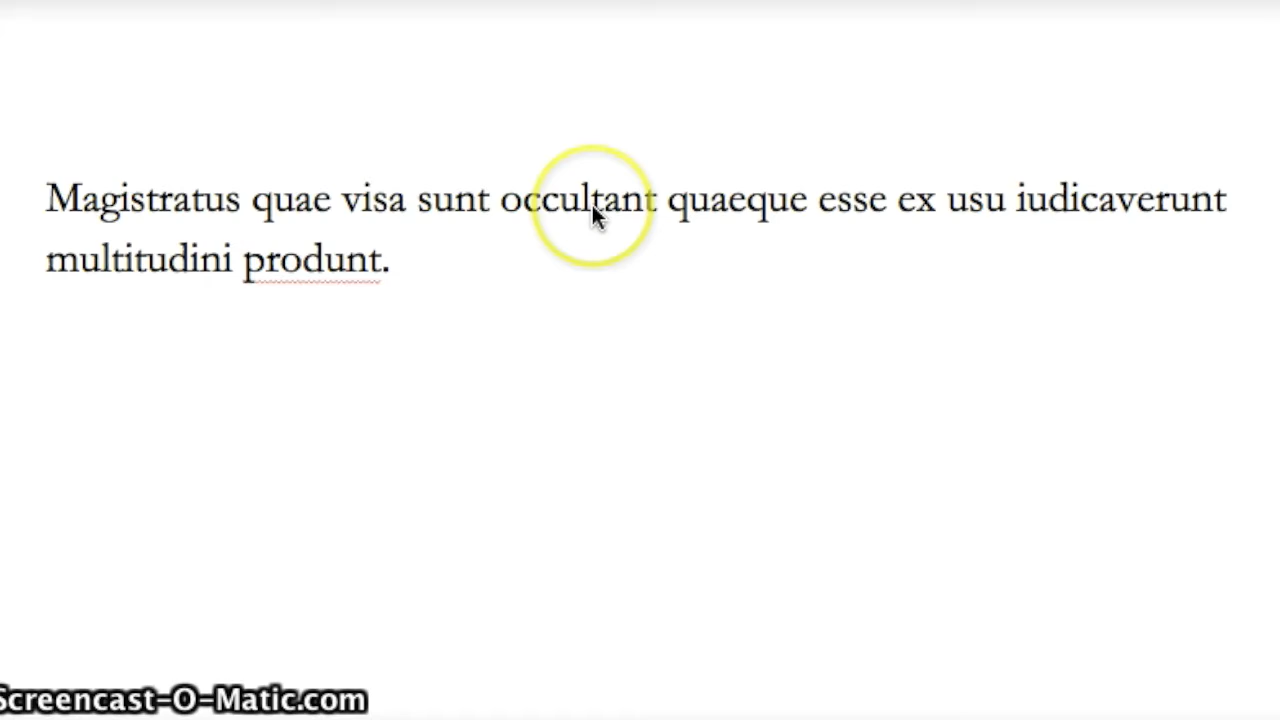 Magistratus quae visa sunt occultant quaeque esse ex usu iudicaverunt
multitudini produnt.
Screencast-O-Matic.com